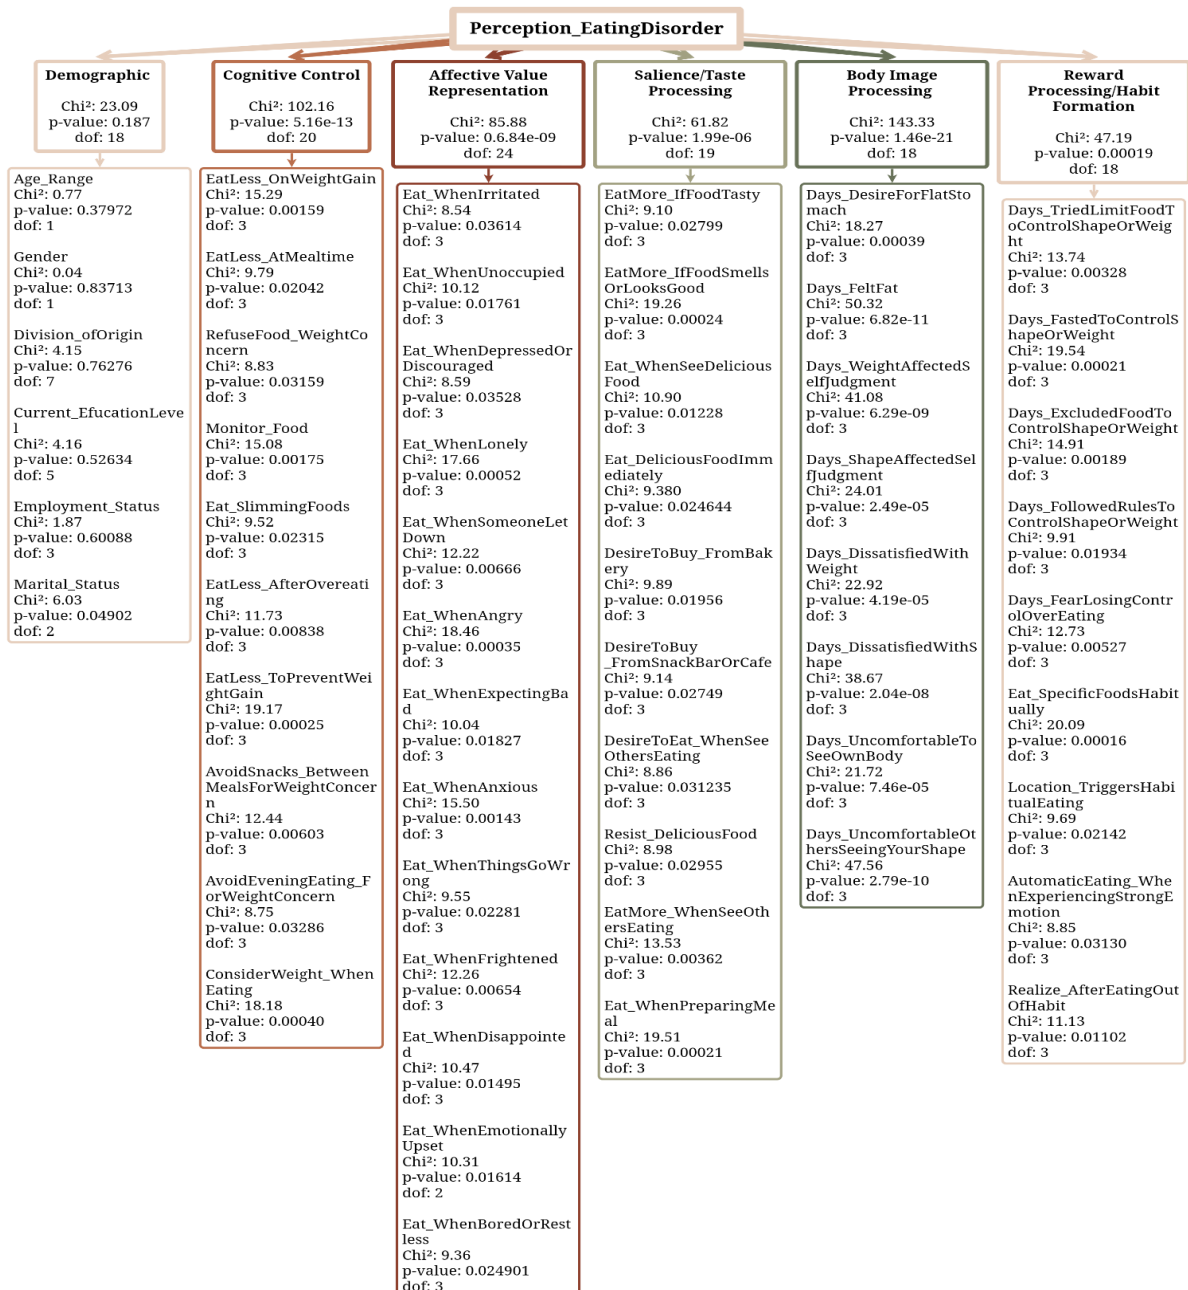 Perception_EatingDisorder
Demographic
Chi²: 23.09
p-value: 0.187
dof: 18
Age_Range
Chi²: 0.77
p-value: 0.37972
dof: 1
Gender
Chi²: 0.04
p-value: 0.83713
dof: 1
Division_ofOrigin
Chi²: 4.15
p-value: 0.76276
dof: 7
Current_EfucationLeve
l
Chi²: 4.16
p-value: 0.52634
dof: 5
Employment_Status
Chi²: 1.87
p-value: 0.60088
dof: 3
Marital_Status
Chi²: 6.03
p-value: 0.04902
dof: 2
Cognitive Control
Chi²: 102.16
p-value: 5.16e-13
dof: 20
EatLess_OnWeightGain
Chi²: 15.29
p-value: 0.00159
dof: 3
EatLess_AtMealtime
Chi²: 9.79
p-value: 0.02042
dof: 3
RefuseFood_WeightCo
ncern
Chi²: 8.83
p-value: 0.03159
dof: 3
Monitor_Food
Chi²: 15.08
p-value: 0.00175
dof: 3
Eat_SlimmingFoods
Chi²: 9.52
p-value: 0.02315
dof: 3
EatLess_AfterOvereati
ng
Chi²: 11.73
p-value: 0.00838
dof: 3
EatLess_ToPreventWei
ghtGain
Chi²: 19.17
p-value: 0.00025
dof: 3
AvoidSnacks_Between
MealsForWeightConcer
n
Chi²: 12.44
p-value: 0.00603
dof: 3
AvoidEveningEating_F
orWeightConcern
Chi²: 8.75
p-value: 0.03286
dof: 3
ConsiderWeight_When
Eating
Chi²: 18.18
p-value: 0.00040
dof: 3
Affective Value
Representation
Chi²: 85.88
p-value: 0.6.84e-09
dof: 24
Eat_WhenIrritated
Chi²: 8.54
p-value: 0.03614
dof: 3
Eat_WhenUnoccupied
Chi²: 10.12
p-value: 0.01761
dof: 3
Eat_WhenDepressedOr
Discouraged
Chi²: 8.59
p-value: 0.03528
dof: 3
Eat_WhenLonely
Chi²: 17.66
p-value: 0.00052
dof: 3
Eat_WhenSomeoneLet
Down
Chi²: 12.22
p-value: 0.00666
dof: 3
Eat_WhenAngry
Chi²: 18.46
p-value: 0.00035
dof: 3
Eat_WhenExpectingBa
d
Chi²: 10.04
p-value: 0.01827
dof: 3
Eat_WhenAnxious
Chi²: 15.50
p-value: 0.00143
dof: 3
Eat_WhenThingsGoWr
ong
Chi²: 9.55
p-value: 0.02281
dof: 3
Eat_WhenFrightened
Chi²: 12.26
p-value: 0.00654
dof: 3
Eat_WhenDisappointe
d
Chi²: 10.47
p-value: 0.01495
dof: 3
Eat_WhenEmotionally
Upset
Chi²: 10.31
p-value: 0.01614
dof: 2
Eat_WhenBoredOrRest
less
Chi²: 9.36
p-value: 0.024901
dof: 3
Salience/Taste
Processing
Chi²: 61.82
p-value: 1.99e-06
dof: 19
EatMore_IfFoodTasty
Chi²: 9.10
p-value: 0.02799
dof: 3
EatMore_IfFoodSmells
OrLooksGood
Chi²: 19.26
p-value: 0.00024
dof: 3
Eat_WhenSeeDelicious
Food
Chi²: 10.90
p-value: 0.01228
dof: 3
Eat_DeliciousFoodImm
ediately
Chi²: 9.380
p-value: 0.024644
dof: 3
DesireToBuy_FromBak
ery
Chi²: 9.89
p-value: 0.01956
dof: 3
DesireToBuy
_FromSnackBarOrCafe
Chi²: 9.14
p-value: 0.02749
dof: 3
DesireToEat_WhenSee
OthersEating
Chi²: 8.86
p-value: 0.031235
dof: 3
Resist_DeliciousFood
Chi²: 8.98
p-value: 0.02955
dof: 3
EatMore_WhenSeeOth
ersEating
Chi²: 13.53
p-value: 0.00362
dof: 3
Eat_WhenPreparingMe
al
Chi²: 19.51
p-value: 0.00021
dof: 3
Body Image
Processing
Chi²: 143.33
p-value: 1.46e-21
dof: 18
Days_DesireForFlatSto
mach
Chi²: 18.27
p-value: 0.00039
dof: 3
Days_FeltFat
Chi²: 50.32
p-value: 6.82e-11
dof: 3
Days_WeightAffectedS
elfJudgment
Chi²: 41.08
p-value: 6.29e-09
dof: 3
Days_ShapeAffectedSel
fJudgment
Chi²: 24.01
p-value: 2.49e-05
dof: 3
Days_DissatisfiedWith
Weight
Chi²: 22.92
p-value: 4.19e-05
dof: 3
Days_DissatisfiedWithS
hape
Chi²: 38.67
p-value: 2.04e-08
dof: 3
Days_UncomfortableTo
SeeOwnBody
Chi²: 21.72
p-value: 7.46e-05
dof: 3
Days_UncomfortableOt
hersSeeingYourShape
Chi²: 47.56
p-value: 2.79e-10
dof: 3
Reward
Processing/Habit
Formation
Chi²: 47.19
p-value: 0.00019
dof: 18
Days_TriedLimitFoodT
oControlShapeOrWeig
ht
Chi²: 13.74
p-value: 0.00328
dof: 3
Days_FastedToControlS
hapeOrWeight
Chi²: 19.54
p-value: 0.00021
dof: 3
Days_ExcludedFoodTo
ControlShapeOrWeight
Chi²: 14.91
p-value: 0.00189
dof: 3
Days_FollowedRulesTo
ControlShapeOrWeight
Chi²: 9.91
p-value: 0.01934
dof: 3
Days_FearLosingContr
olOverEating
Chi²: 12.73
p-value: 0.00527
dof: 3
Eat_SpecificFoodsHabit
ually
Chi²: 20.09
p-value: 0.00016
dof: 3
Location_TriggersHabi
tualEating
Chi²: 9.69
p-value: 0.02142
dof: 3
AutomaticEating_Whe
nExperiencingStrongE
motion
Chi²: 8.85
p-value: 0.03130
dof: 3
Realize_AfterEatingOut
OfHabit
Chi²: 11.13
p-value: 0.01102
dof: 3